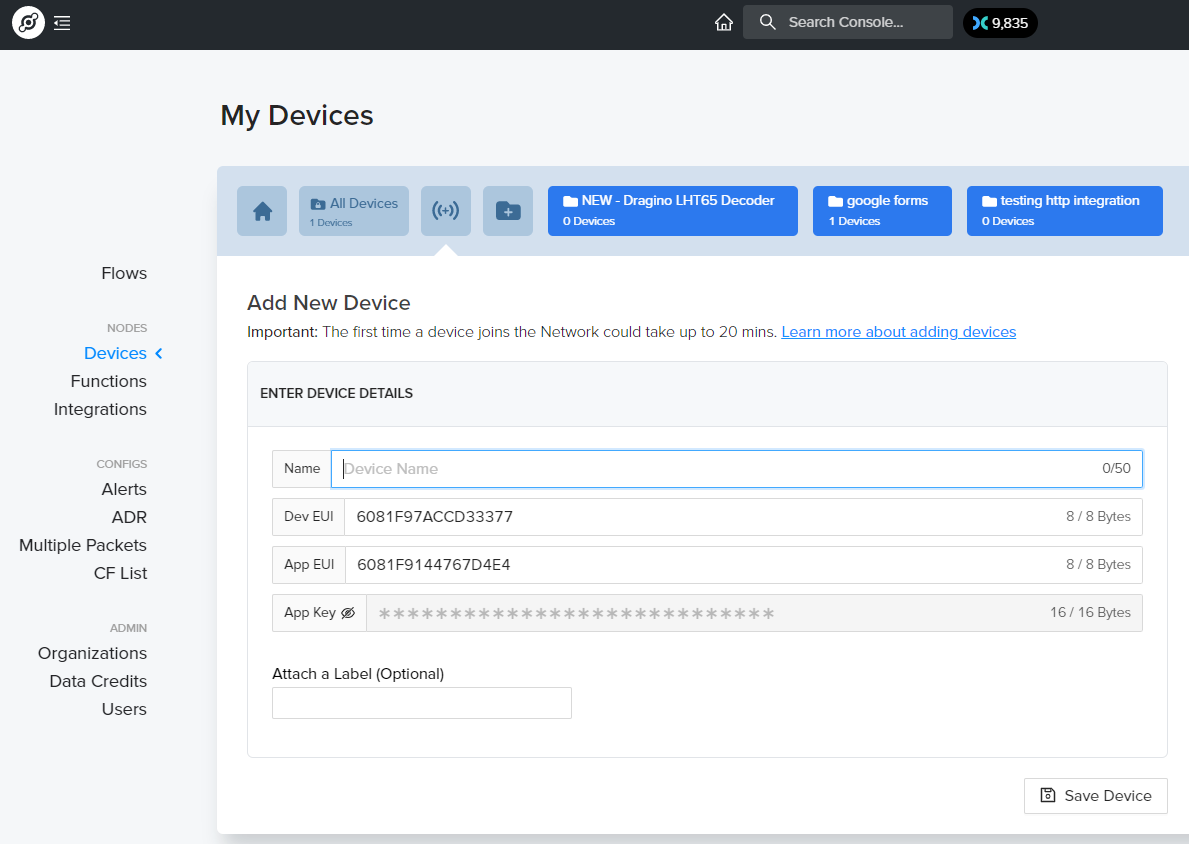 Search Console...
9,835
My Devices
All Devices
1 Devices
NEW - Dragino LHT65 Decoder
0 Devices
google forms
1 Devices
testing http integration
0 Devices
Flows
NODES
Devices
Functions
Integrations
CONFIGS
Alerts
ADR
Multiple Packets
CF List
ADMIN
Organizations
Data Credits
Users
Add New Device
Important: The first time a device joins the Network could take up to 20 mins. Learn more about adding devices
ENTER DEVICE DETAILS
Name Device Name 0/50
Dev EUI 6081F97ACCD33377 8 / 8 Bytes
App EUI 6081F9144767D4E4 8 / 8 Bytes
App Key **************************** 16 / 16 Bytes
Attach a Label (Optional)
Save Device